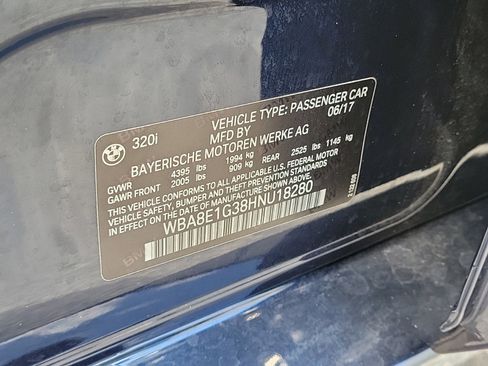 320i VEHICLE TYPE: PASSENGER CAR
MFD BY 06/17
BAYERISCHE MOTOREN WERKE AG
GVWR 4395 lbs 1994 kg
GAWR FRONT 2005 lbs 909 kg REAR 2525 lbs 1145 kg
THIS VEHICLE CONFORMS TO ALL APPLICABLE U.S. FEDERAL MOTOR
VEHICLE SAFETY, BUMPER AND THEFT PREVENTION STANDARDS IN
EFFECT ON THE DATE OF MANUFACTURE SHOWN ABOVE.
WBA8E1G38HNU18280